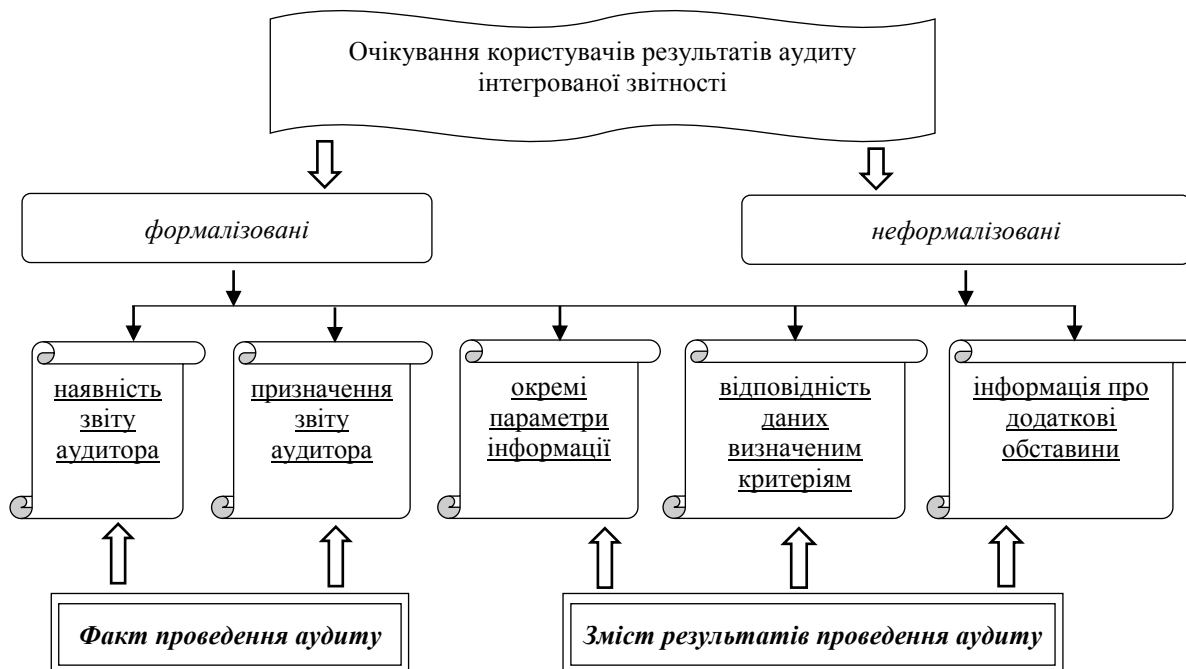 Очікування користувачів результатів аудиту
інтегрованої звітності
формалізовані
неформалізовані
наявність
звіту
аудитора
призначення
звіту
аудитора
окремі
параметри
інформації
відповідність
даних
визначеним
критеріям
інформація про
додаткові
обставини
Факт проведення аудиту
Зміст результатів проведення аудиту